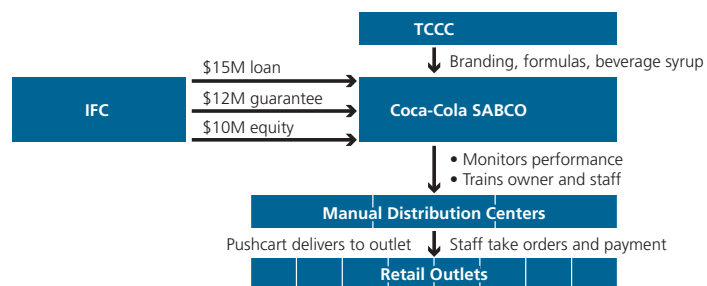 TCCC
$15M loan
Branding, formulas, beverage syrup
$12M guarantee
IFC
Coca-Cola SABCO
$10M equity
• Monitors performance
• Trains owner and staff
Manual Distribution Centers
Pushcart delivers to outlet
Staff take orders and payment
Retail Outlets